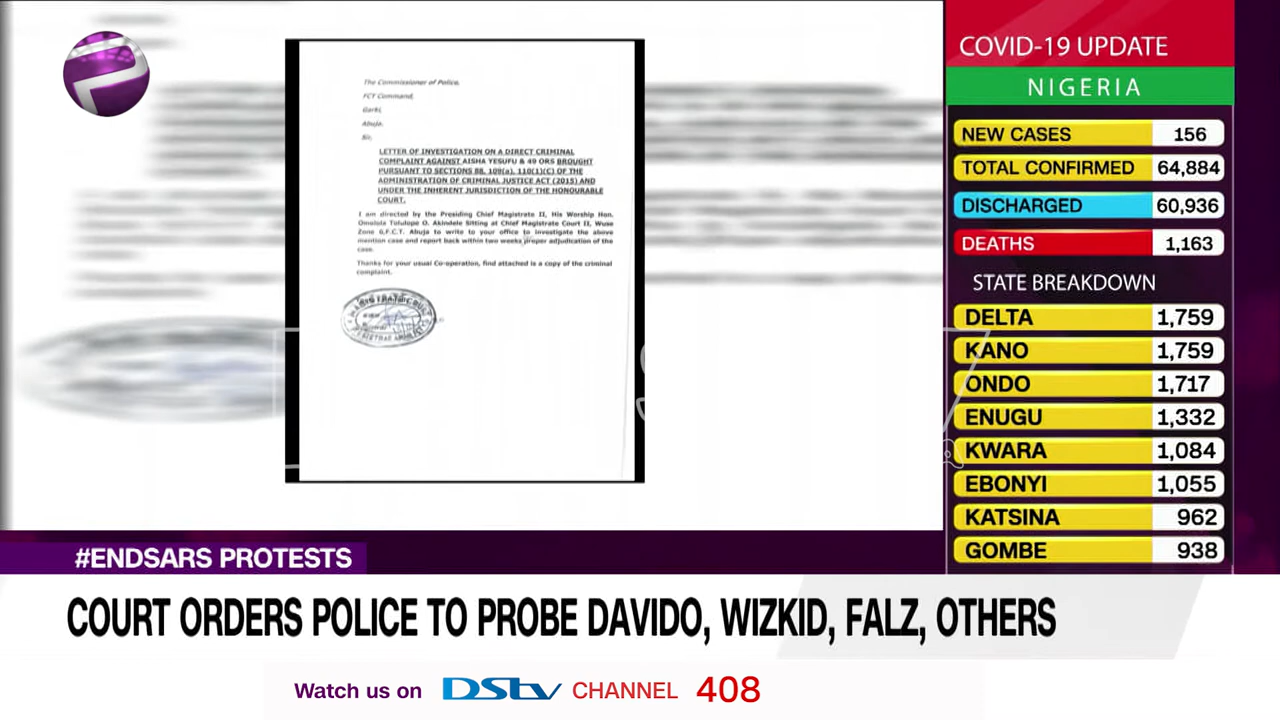 The Commissioner of Police,
FCT Command,
Garki,
Abuja.
Sir,
LETTER OF INVESTIGATION ON A DIRECT CRIMINAL
COMPLAINT AGAINST AISHA YESUFU & 49 ORS BROUGHT
PURSUANT TO SECTIONS 88, 109(a), 110(1)(C) OF THE
ADMINISTRATION OF CRIMINAL JUSTICE ACT (2015) AND
UNDER THE INHERENT JURISDICTION OF THE HONOURABLE
COURT.
I am directed by the Presiding Chief Magistrate II, His Worship Hon.
Omolola Tolulope O. Akindele Sitting at Chief Magistrate Court II, Wuse
Zone 6,F.C.T. Abuja to write to your office to investigate the above
mention case and report back within two weeks proper adjudication of the
case.
Thanks for your usual Co-operation, find attached is a copy of the criminal
complaint.
COVID-19 UPDATE
NIGERIA
NEW CASES 156
TOTAL CONFIRMED 64,884
DISCHARGED 60,936
DEATHS 1,163
STATE BREAKDOWN
DELTA 1,759
KANO 1,759
ONDO 1,717
ENUGU 1,332
KWARA 1,084
EBONYI 1,055
KATSINA 962
GOMBE 938
#ENDSARS PROTESTS
COURT ORDERS POLICE TO PROBE DAVIDO, WIZKID, FALZ, OTHERS
Watch us on DStv CHANNEL 408